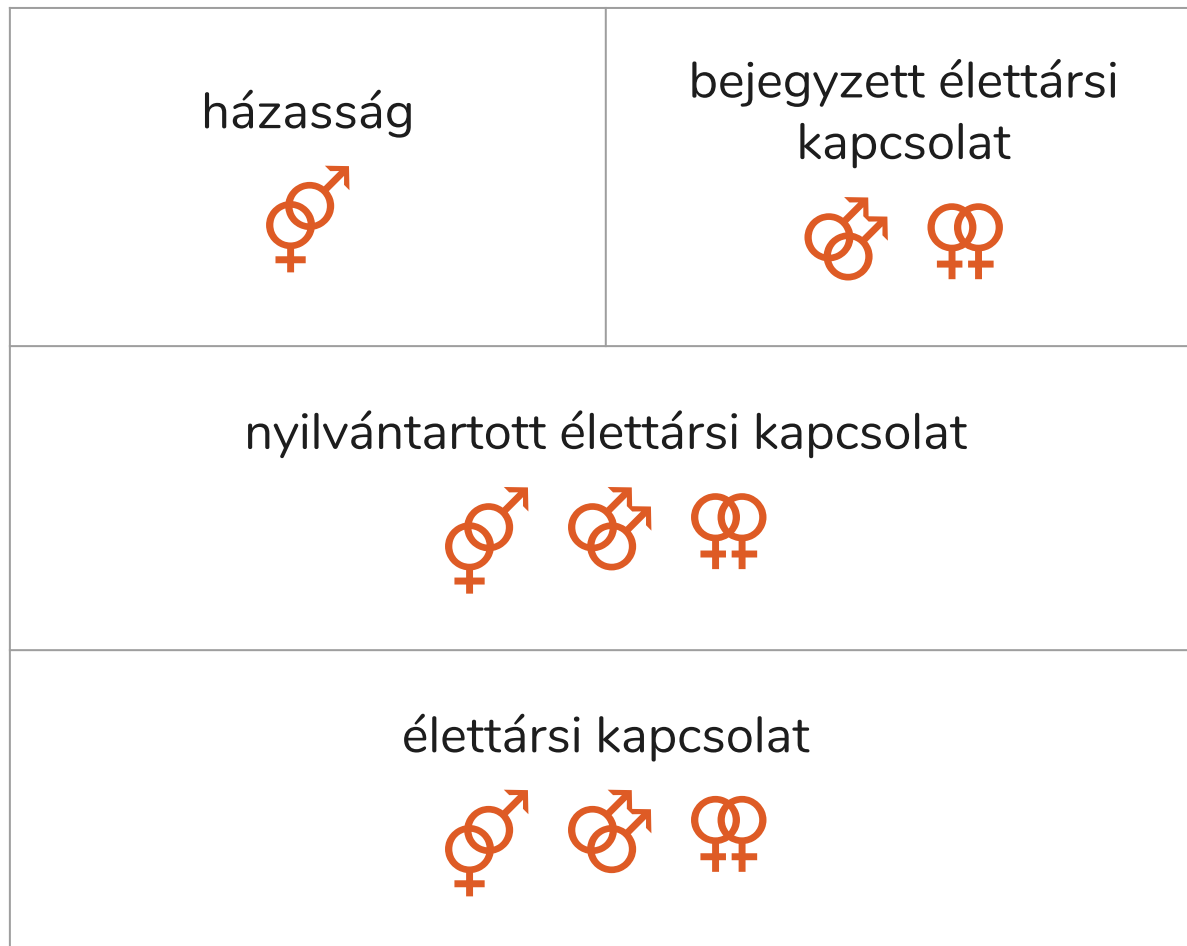 házasság
bejegyzett élettársi
kapcsolat
nyilvántartott élettársi kapcsolat
élettársi kapcsolat